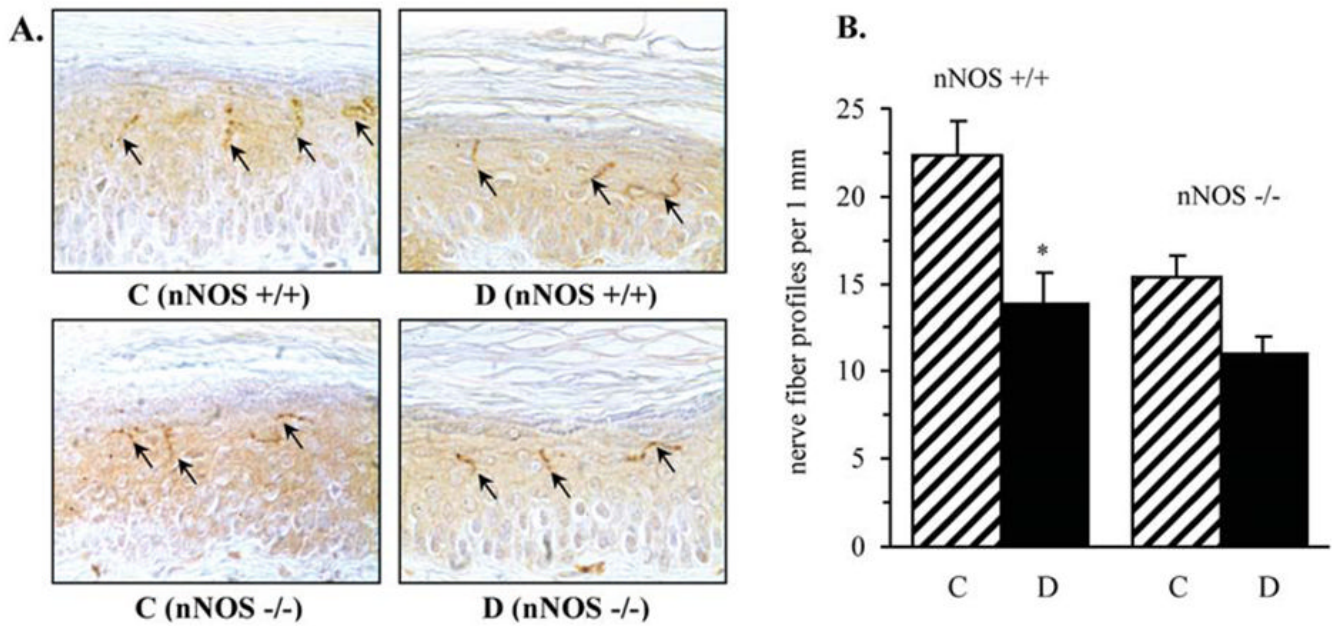 A.
C (nNOS +/+)
D (nNOS +/+)
C (nNOS -/-)
D (nNOS -/-)
B.
nNOS +/+
nNOS -/-
nerve fiber profiles per 1 mm
25
20
15
10
5
0
*
C
D
C
D